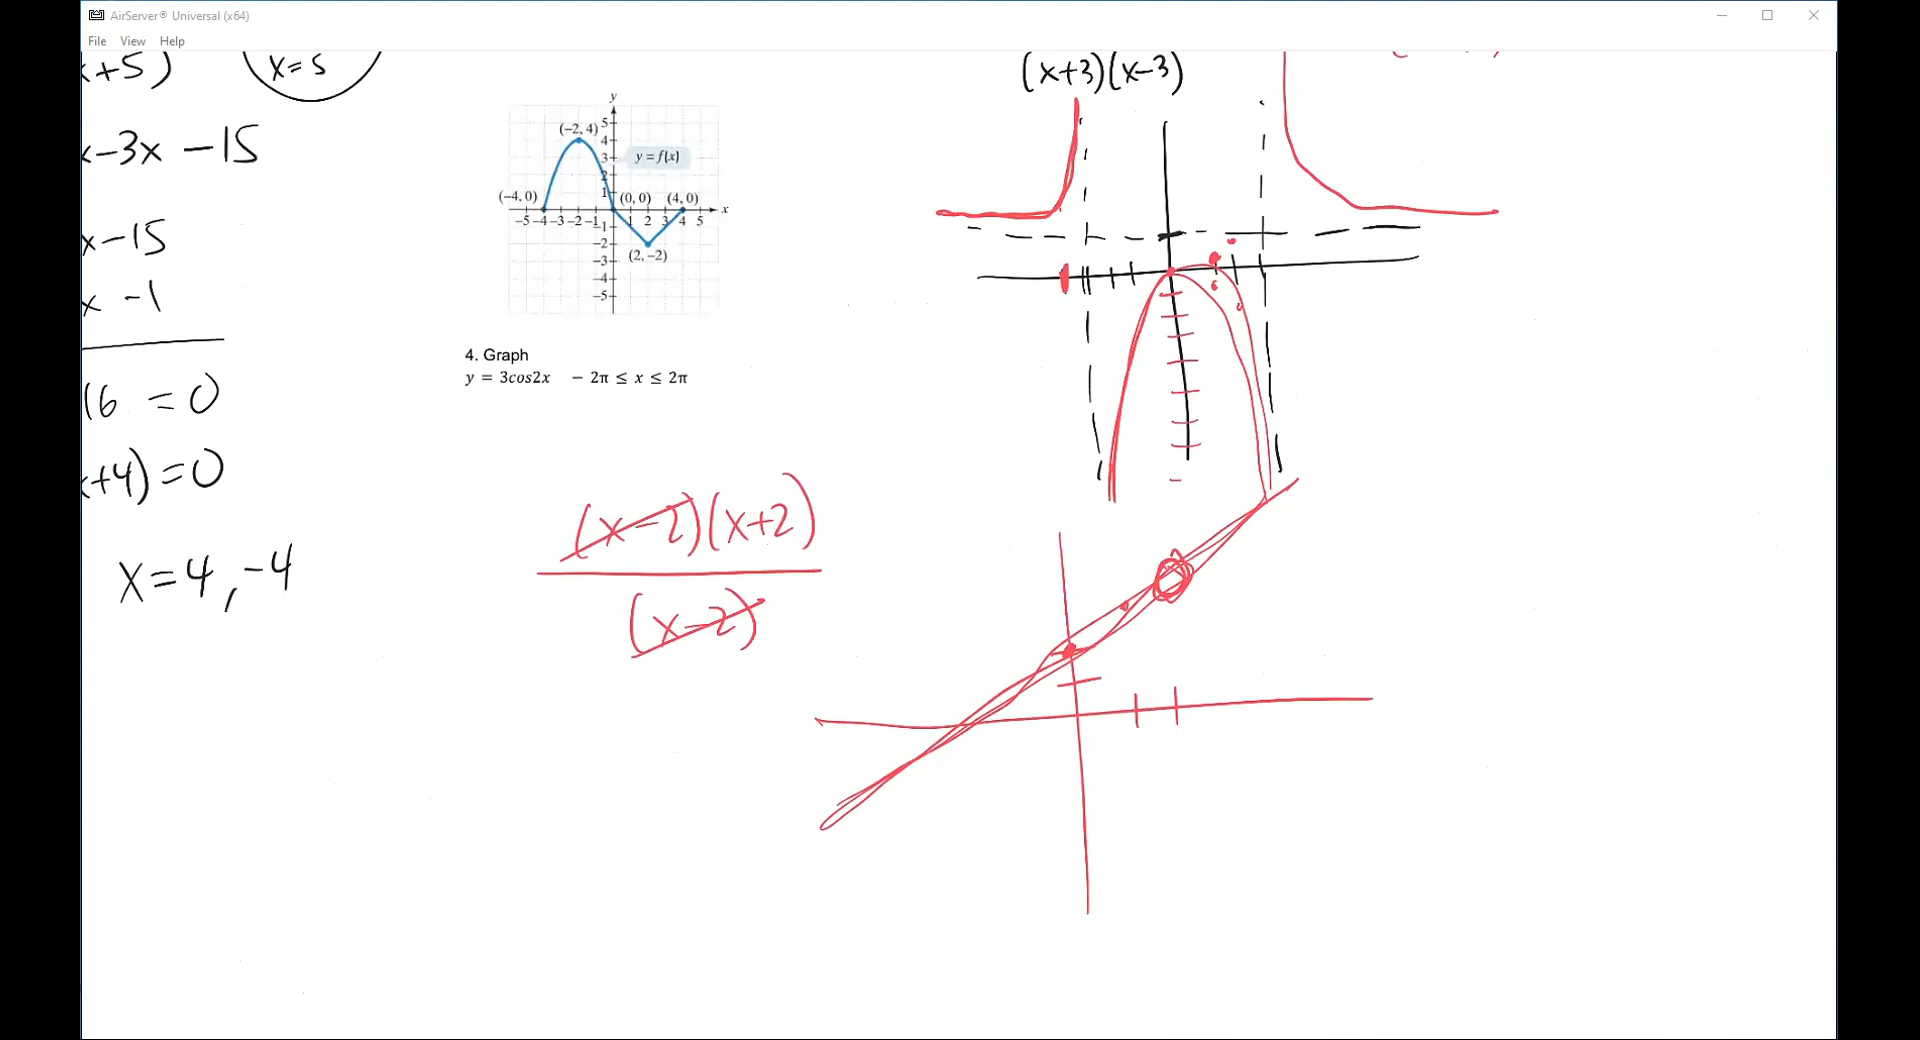 AirServer® Universal (x64)
File View Help
x+5)
x=5
x-3x -15
x-15
x -1
16 =0
x+4) =0
x=4, -4
y
(-2, 4)
5
4
3
2
1
y = f(x)
(-4, 0)
(0, 0)
(4, 0)
x
-5 -4 -3 -2 -1 1 2 3 4 5
-1
-2
-3
-4
-5
(2, -2)
4. Graph
y = 3cos2x − 2π ≤ x ≤ 2π
(x-2)(x+2)
(x-2)
(x+3)(x-3)